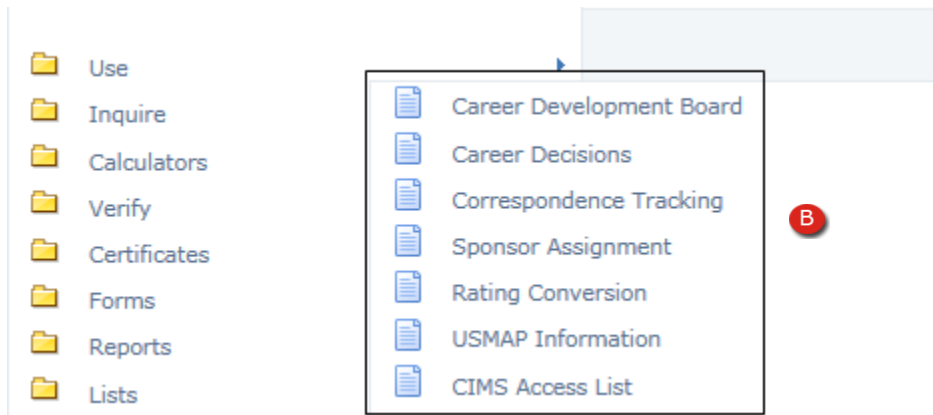 Use
Inquire
Calculators
Verify
Certificates
Forms
Reports
Lists
Career Development Board
Career Decisions
Correspondence Tracking
Sponsor Assignment
Rating Conversion
USMAP Information
CIMS Access List
B